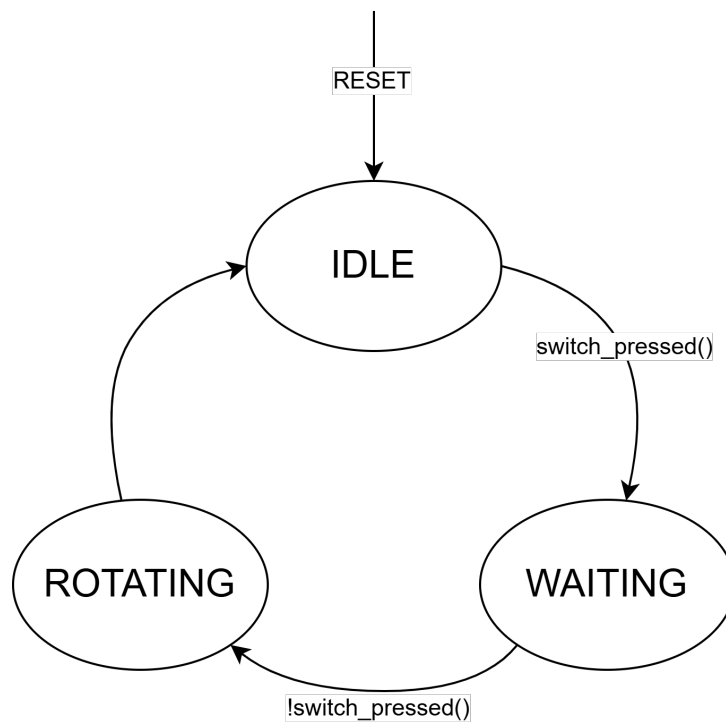 RESET
IDLE
switch_pressed()
ROTATING
WAITING
!switch_pressed()